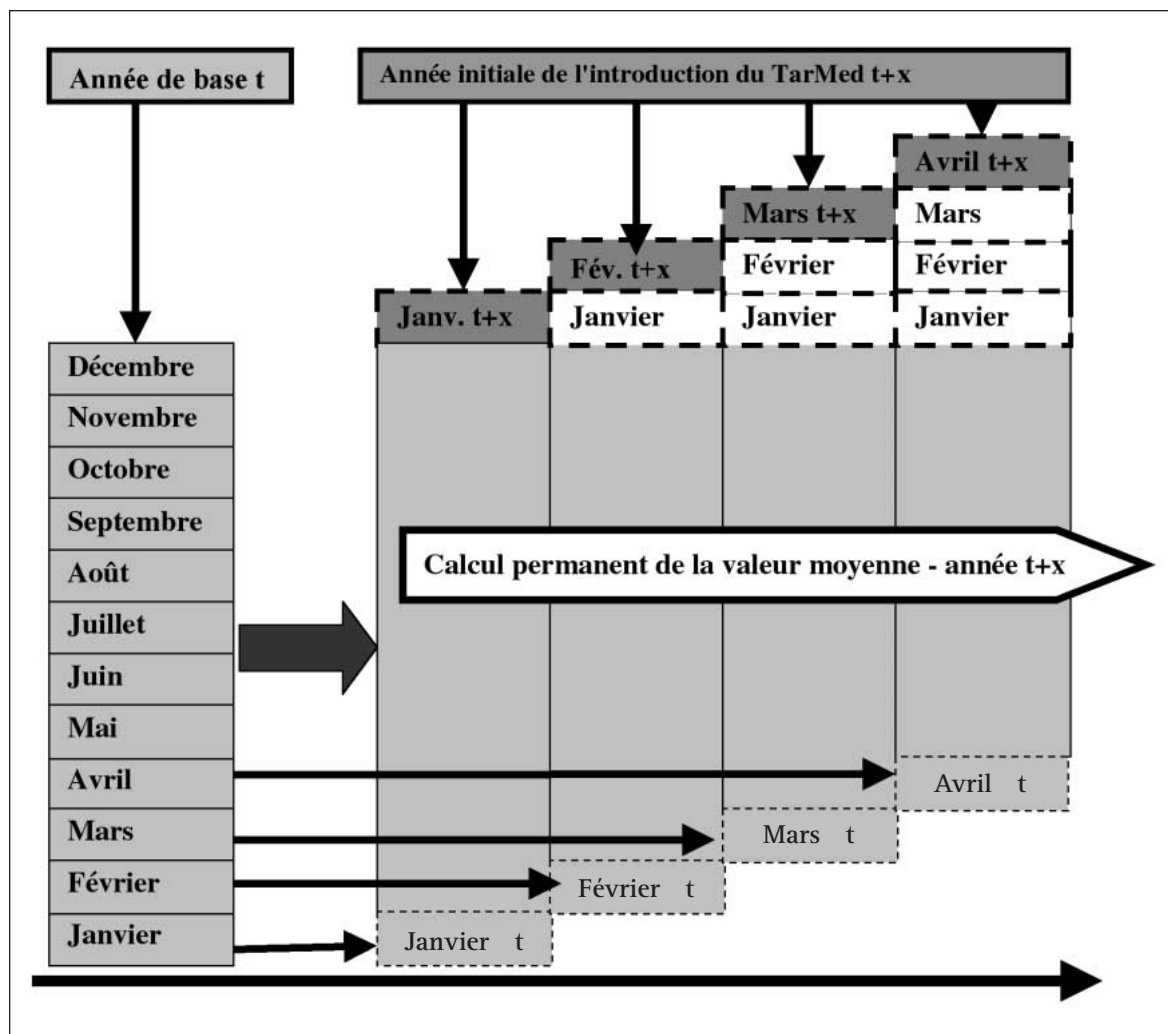 Année de base t
Année initiale de l'introduction du TarMed t+x
Avril t+x
Mars t+x
Mars
Fév. t+x
Février
Février
Janv. t+x
Janvier
Janvier
Janvier
Décembre
Novembre
Octobre
Septembre
Août
Calcul permanent de la valeur moyenne - année t+x
Juillet
Juin
Mai
Avril
Avril t
Mars
Mars t
Février
Février t
Janvier
Janvier t